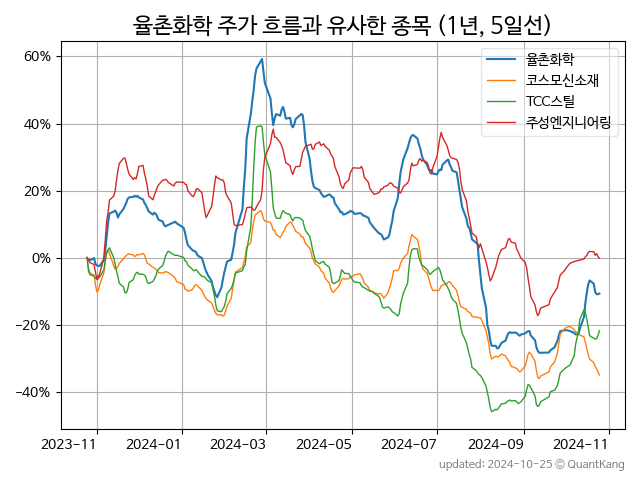 율촌화학 주가 흐름과 유사한 종목 (1년, 5일선)
율촌화학
코스모신소재
TCC스틸
주성엔지니어링
60%
40%
20%
0%
−20%
−40%
2023-11
2024-01
2024-03
2024-05
2024-07
2024-09
2024-11
updated: 2024-10-25 © QuantKang